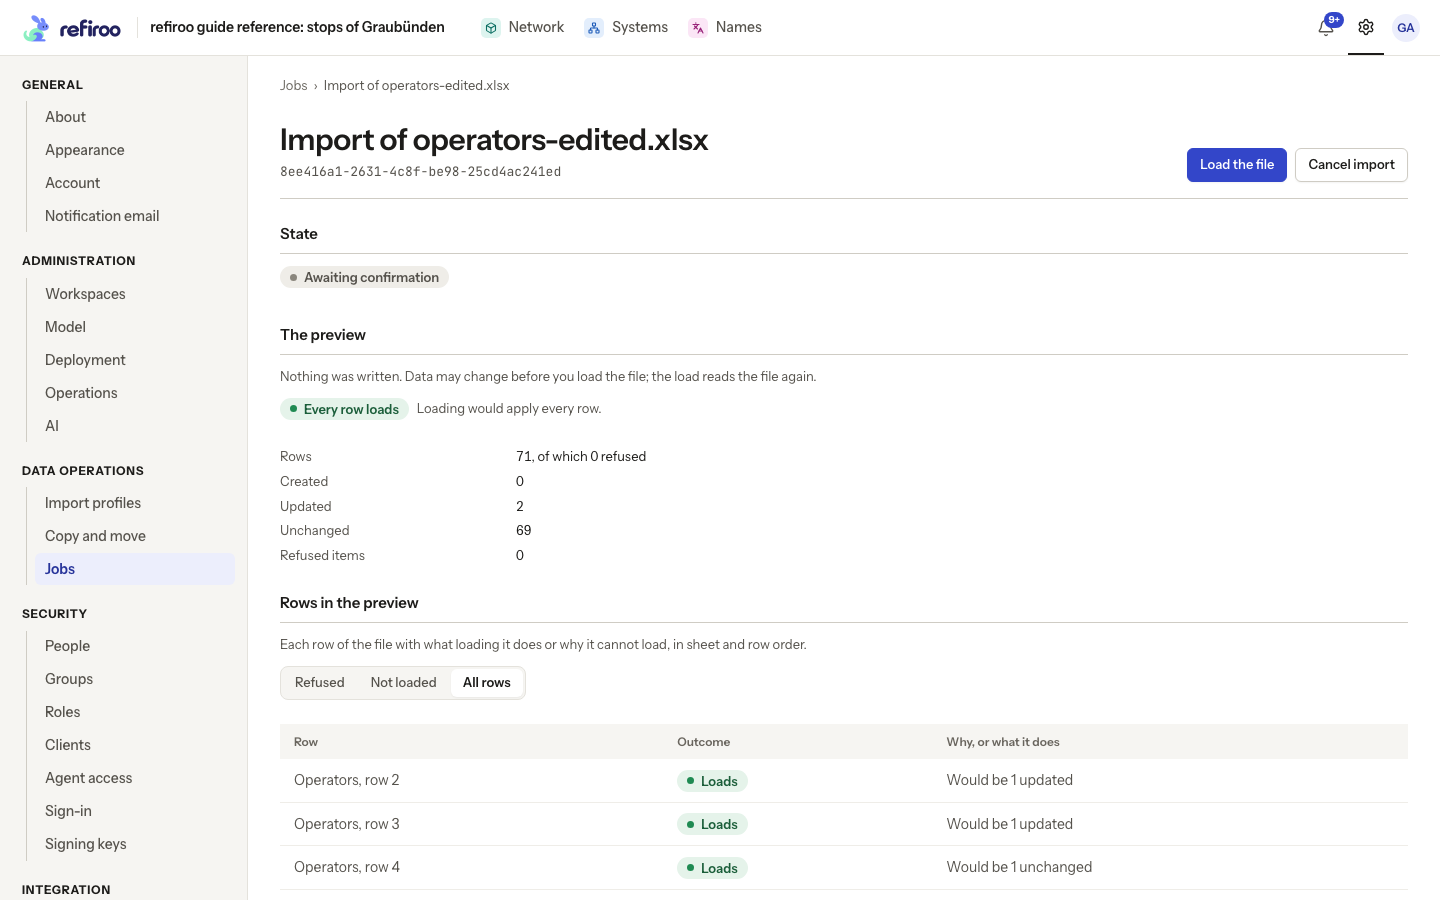 refiroo
refiroo guide reference: stops of Graubünden
Network
Systems
Names
9+
GA
GENERAL
About
Appearance
Account
Notification email
ADMINISTRATION
Workspaces
Model
Deployment
Operations
AI
DATA OPERATIONS
Import profiles
Copy and move
Jobs
SECURITY
People
Groups
Roles
Clients
Agent access
Sign-in
Signing keys
INTEGRATION
Jobs › Import of operators-edited.xlsx
Import of operators-edited.xlsx
8ee416a1-2631-4c8f-be98-25cd4ac241ed
Load the file
Cancel import
State
Awaiting confirmation
The preview
Nothing was written. Data may change before you load the file; the load reads the file again.
Every row loads Loading would apply every row.
Rows 71, of which 0 refused
Created 0
Updated 2
Unchanged 69
Refused items 0
Rows in the preview
Each row of the file with what loading it does or why it cannot load, in sheet and row order.
Refused Not loaded All rows
Row Outcome Why, or what it does
Operators, row 2 Loads Would be 1 updated
Operators, row 3 Loads Would be 1 updated
Operators, row 4 Loads Would be 1 unchanged